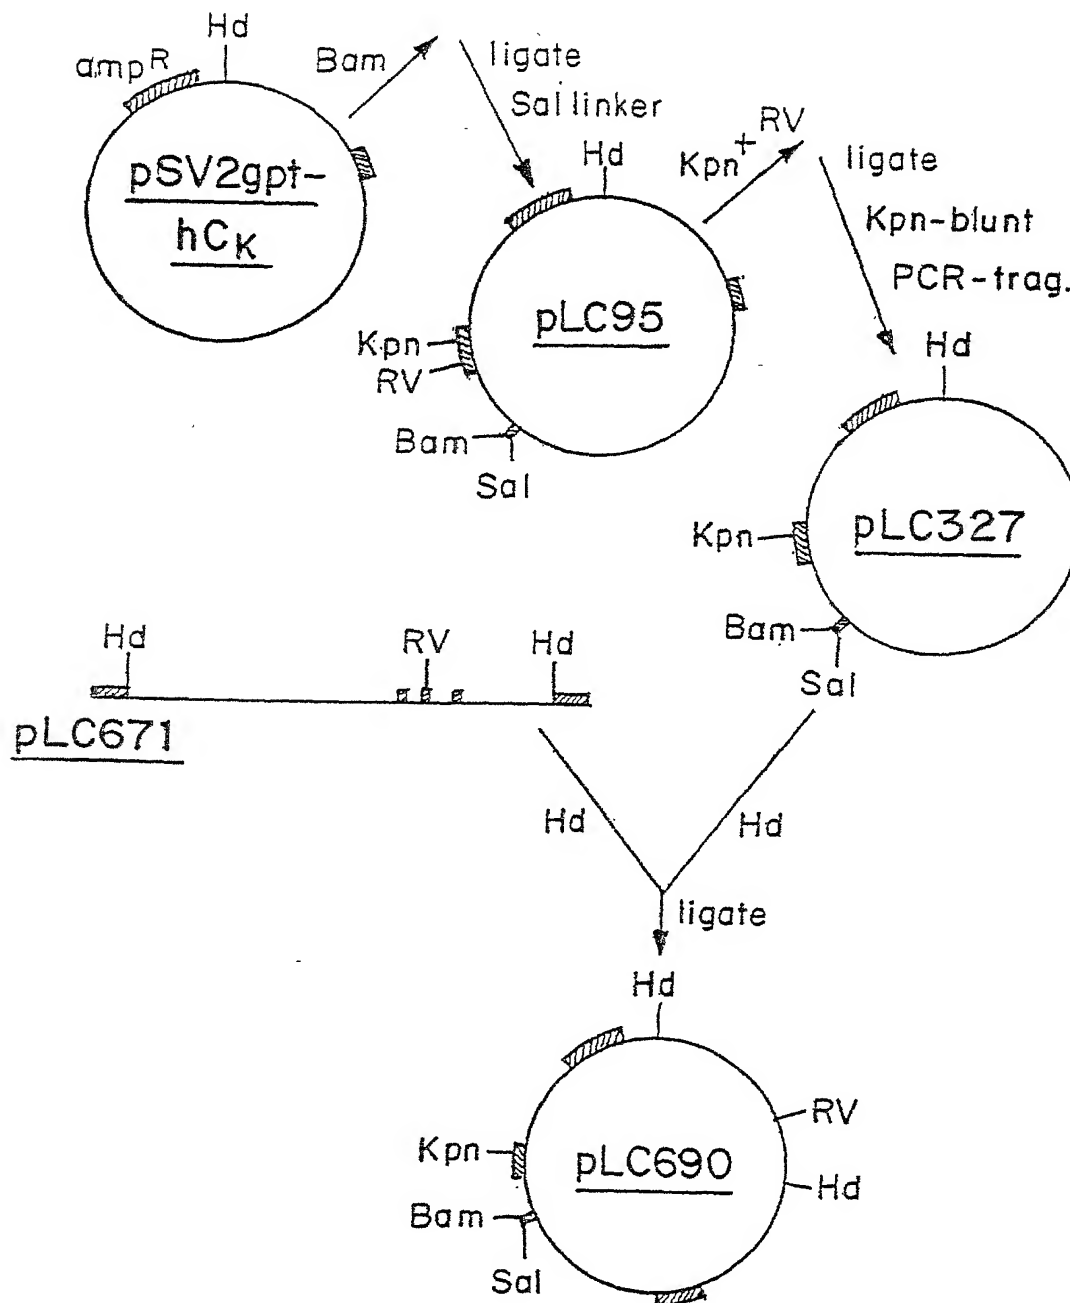 Hd
ampR
Bam
ligate
Sal linker
pSV2gpt-
hCK
Hd
Kpn + RV
ligate
Kpn-blunt
PCR-frag.
pLC95
Kpn
RV
Bam
Sal
Hd
pLC327
Kpn
Bam
Sal
Hd
RV
Hd
pLC671
Hd
Hd
ligate
Hd
RV
Kpn
pLC690
Hd
Bam
Sal